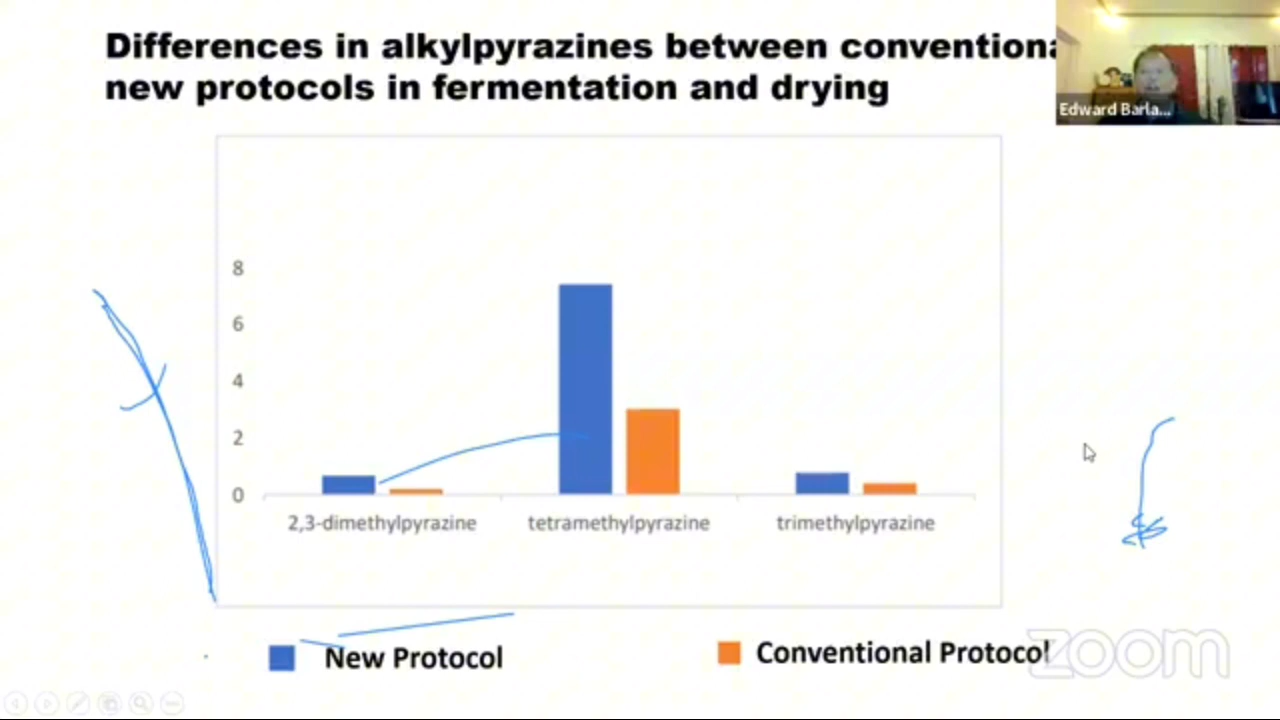 Differences in alkylpyrazines between conventiona
new protocols in fermentation and drying
Edward Barla...
8
6
4
2
0
2,3-dimethylpyrazine tetramethylpyrazine trimethylpyrazine
New Protocol Conventional Protocol
zoom